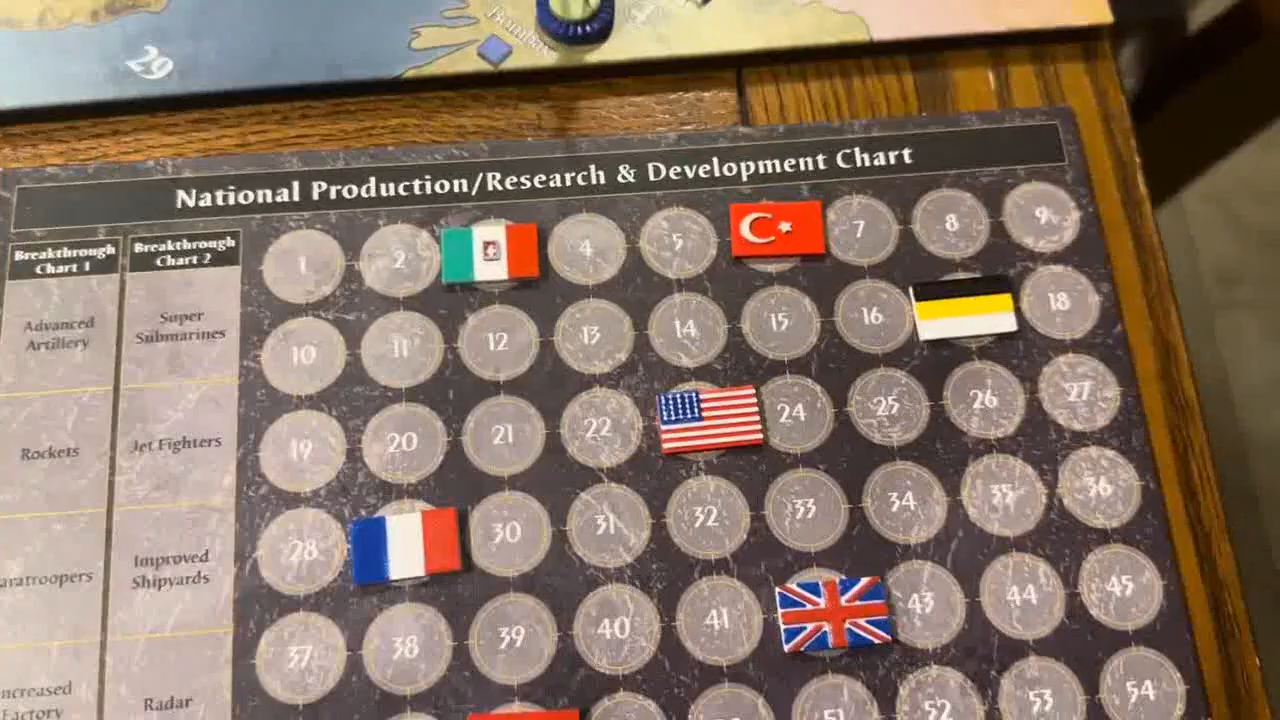 Bombay
29
National Production/Research & Development Chart
Breakthrough
Chart 1
Breakthrough
Chart 2
1 2 4 5 7 8 9
Advanced
Artillery
Super
Submarines
10 11 12 13 14 15 16 18
Rockets
Jet Fighters
19 20 21 22 24 25 26 27
aratroopers
Improved
Shipyards
28 30 31 32 33 34 35 36
ncreased
Factory
Radar
37 38 39 40 41 43 44 45
51 52 53 54